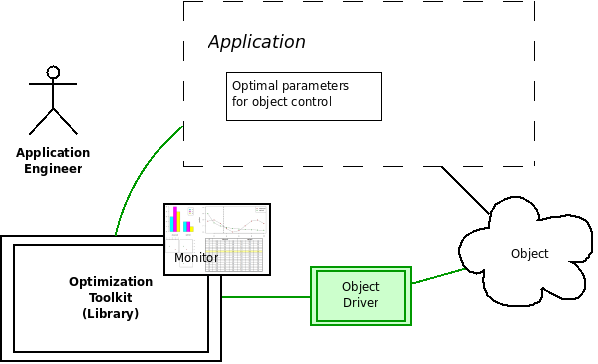 Application
Optimal parameters
for object control
Application
Engineer
Monitor
Object
Optimization
Toolkit
(Library)
Object
Driver